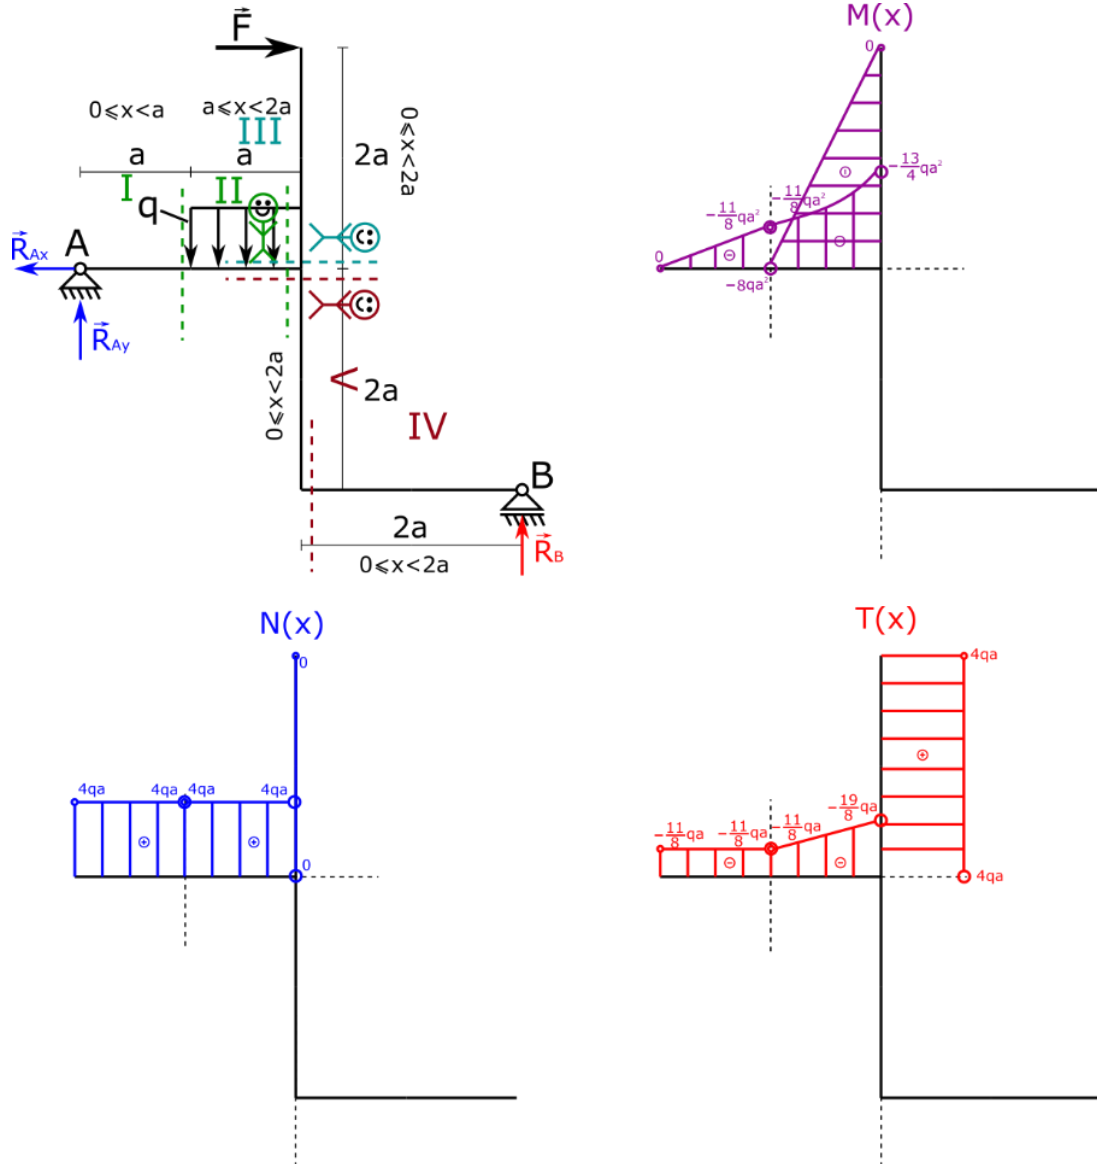 F
0⩽x<a
a⩽x<2a
III
a
a
2a
0⩽x<2a
I
II
q
R_Ax
A
R_Ay
0⩽x<2a
<
2a
IV
B
2a
R_B
0⩽x<2a
M(x)
0
-13/4 qa²
-11/8 qa²
-11/8 qa²
0
-8qa²
N(x)
0
4qa
4qa
4qa
4qa
0
T(x)
4qa
-19/8 qa
-11/8 qa
-11/8 qa
-11/8 qa
4qa